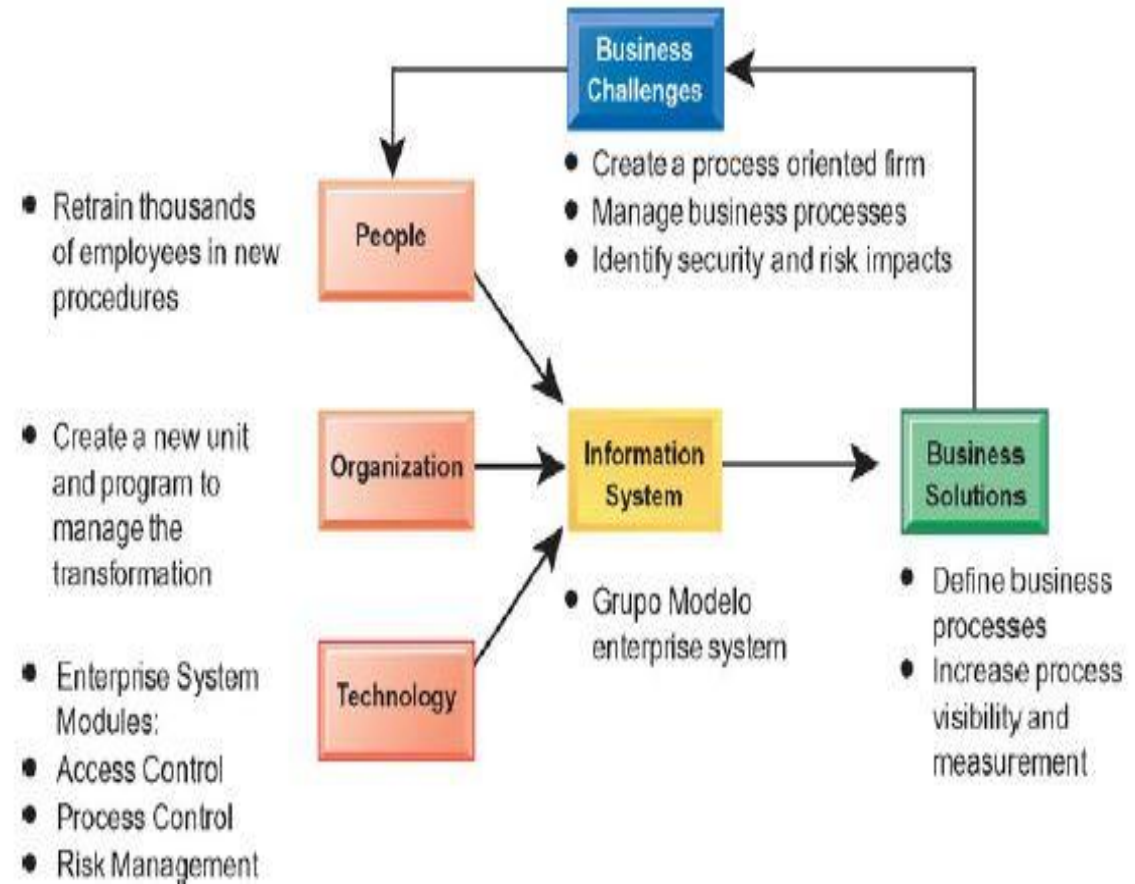 Business
Challenges
• Create a process oriented firm
• Manage business processes
• Identify security and risk impacts
• Retrain thousands
of employees in new
procedures
People
• Create a new unit
and program to
manage the
transformation
Organization
Information
System
• Grupo Modelo
enterprise system
Business
Solutions
• Define business
processes
• Increase process
visibility and
measurement
• Enterprise System
Modules:
• Access Control
• Process Control
• Risk Management
Technology